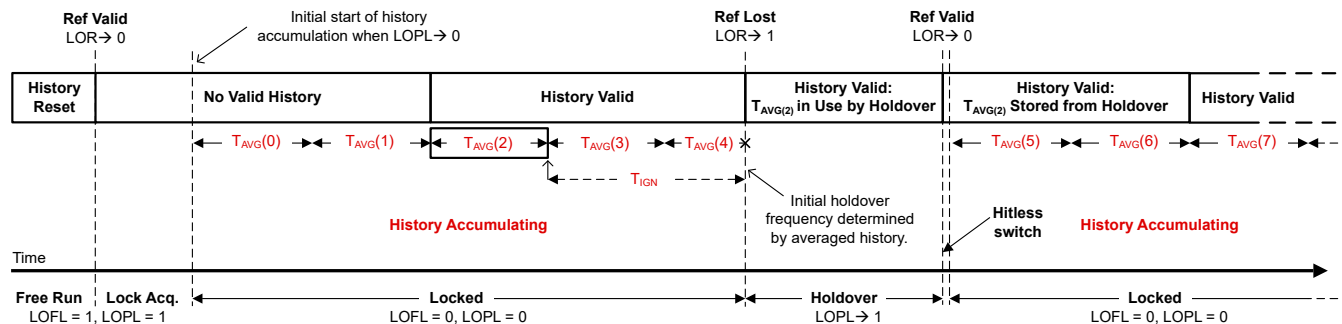 Ref Valid
LOR→ 0
Initial start of history
accumulation when LOPL→ 0
Ref Lost
LOR→ 1
Ref Valid
LOR→ 0
History
Reset
No Valid History
History Valid
History Valid:
TAVG(2) in Use by Holdover
History Valid:
TAVG(2) Stored from Holdover
History Valid
TAVG(0)
TAVG(1)
TAVG(2)
TAVG(3)
TAVG(4)
TAVG(5)
TAVG(6)
TAVG(7)
TIGN
Initial holdover
frequency determined
by averaged history.
History Accumulating
Hitless
switch
History Accumulating
Time
Free Run
LOFL = 1, LOPL = 1
Lock Acq.
Locked
LOFL = 0, LOPL = 0
Holdover
LOPL→ 1
Locked
LOFL = 0, LOPL = 0